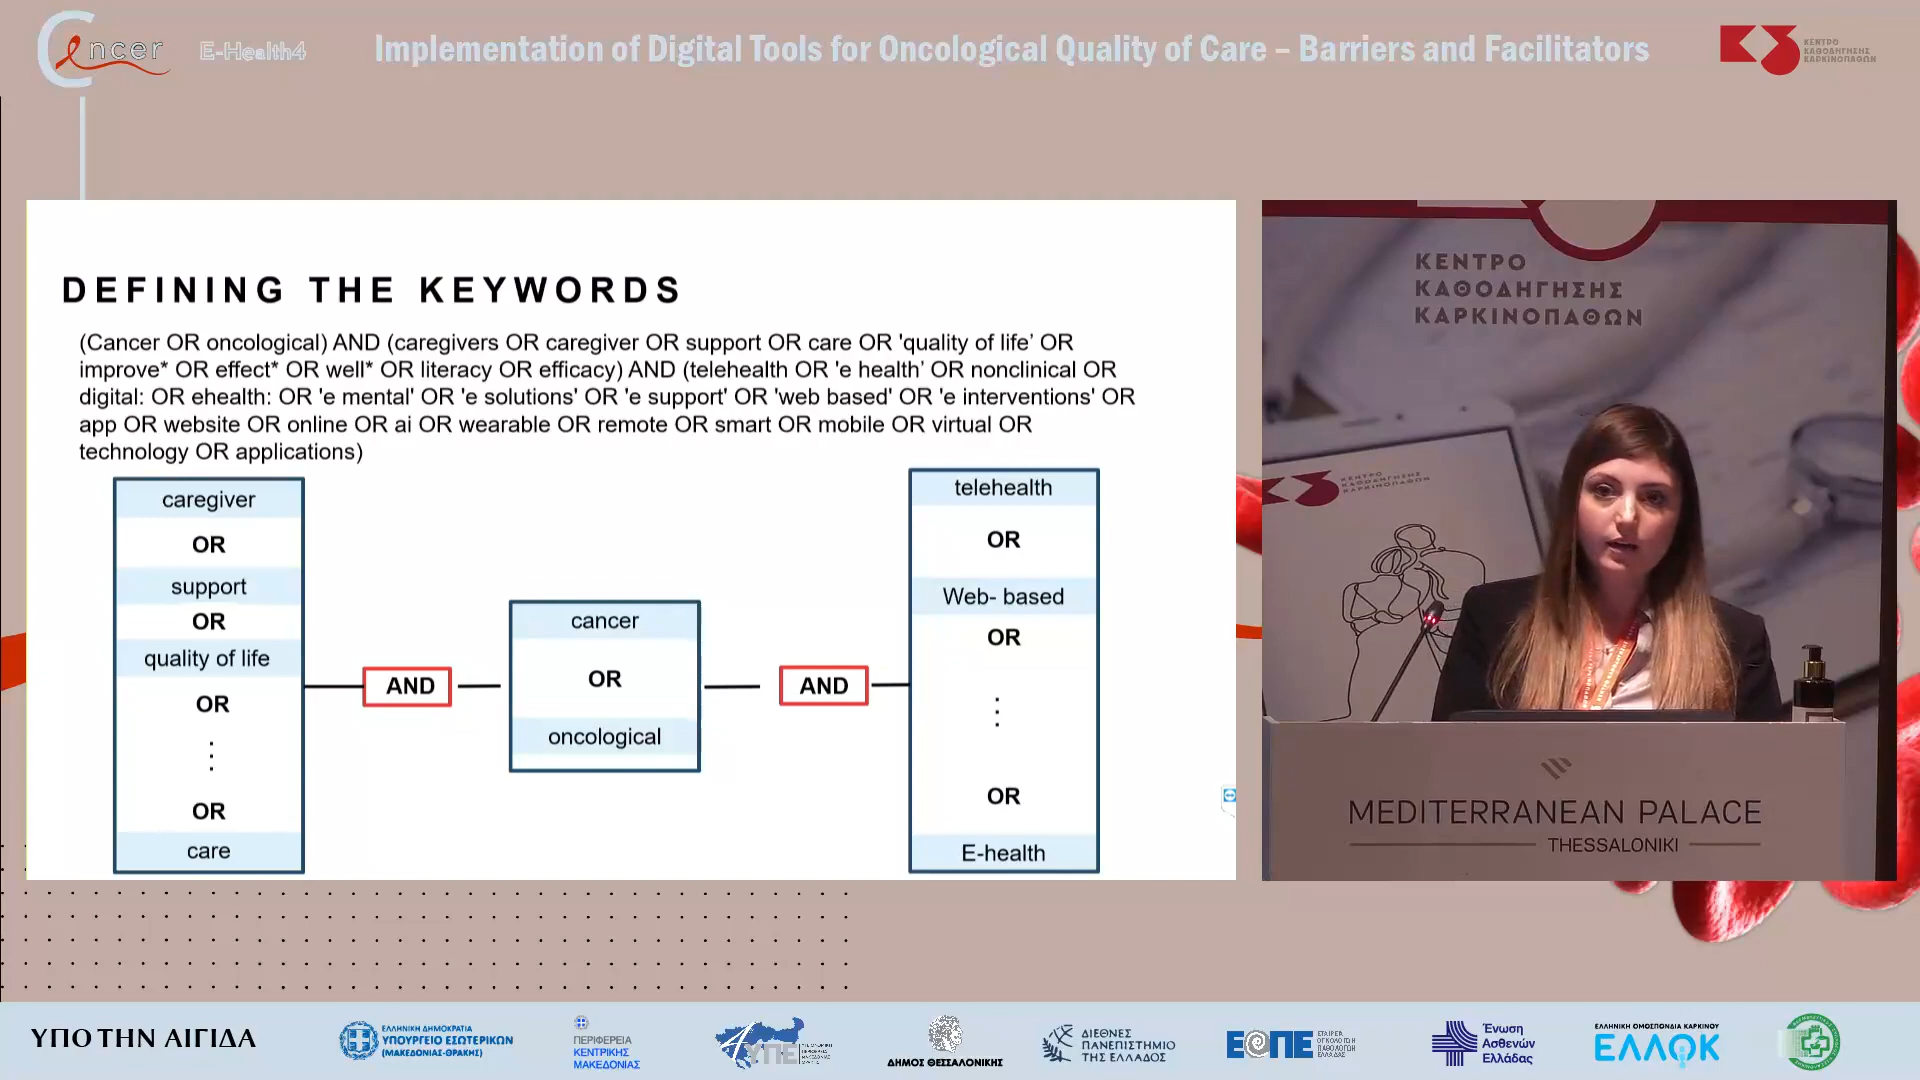 Cancer
E-Health4
Implementation of Digital Tools for Oncological Quality of Care – Barriers and Facilitators
ΚΕΝΤΡΟ
ΚΑΘΟΔΗΓΗΣΗΣ
ΚΑΡΚΙΝΟΠΑΘΩΝ
DEFINING THE KEYWORDS
(Cancer OR oncological) AND (caregivers OR caregiver OR support OR care OR 'quality of life' OR
improve* OR effect* OR well* OR literacy OR efficacy) AND (telehealth OR 'e health' OR nonclinical OR
digital: OR ehealth: OR 'e mental' OR 'e solutions' OR 'e support' OR 'web based' OR 'e interventions' OR
app OR website OR online OR ai OR wearable OR remote OR smart OR mobile OR virtual OR
technology OR applications)
caregiver
OR
support
OR
quality of life
OR
OR
care
AND
cancer
OR
oncological
AND
telehealth
OR
Web- based
OR
OR
E-health
ΚΕΝΤΡΟ
ΚΑΘΟΔΗΓΗΣΗΣ
ΚΑΡΚΙΝΟΠΑΘΩΝ
ΚΕΝΤΡΟ
ΚΑΘΟΔΗΓΗΣΗΣ
ΚΑΡΚΙΝΟΠΑΘΩΝ
MEDITERRANEAN PALACE
THESSALONIKI
ΥΠΟ ΤΗΝ ΑΙΓΙΔΑ
ΕΛΛΗΝΙΚΗ ΔΗΜΟΚΡΑΤΙΑ
ΥΠΟΥΡΓΕΙΟ ΕΣΩΤΕΡΙΚΩΝ
(ΜΑΚΕΔΟΝΙΑΣ-ΘΡΑΚΗΣ)
ΠΕΡΙΦΕΡΕΙΑ
ΚΕΝΤΡΙΚΗΣ
ΜΑΚΕΔΟΝΙΑΣ
4ΥΠΕ
ΔΗΜΟΣ ΘΕΣΣΑΛΟΝΙΚΗΣ
ΔΙΕΘΝΕΣ
ΠΑΝΕΠΙΣΤΗΜΙΟ
ΤΗΣ ΕΛΛΑΔΟΣ
ΕΟΠΕ
ΕΤΑΙΡΕΙΑ
ΟΓΚΟΛΟΓΩΝ
ΠΑΘΟΛΟΓΩΝ
ΕΛΛΑΔΑΣ
Ένωση
Ασθενών
Ελλάδας
ΕΛΛΗΝΙΚΗ ΟΜΟΣΠΟΝΔΙΑ ΚΑΡΚΙΝΟΥ
ΕΛΛΟΚ